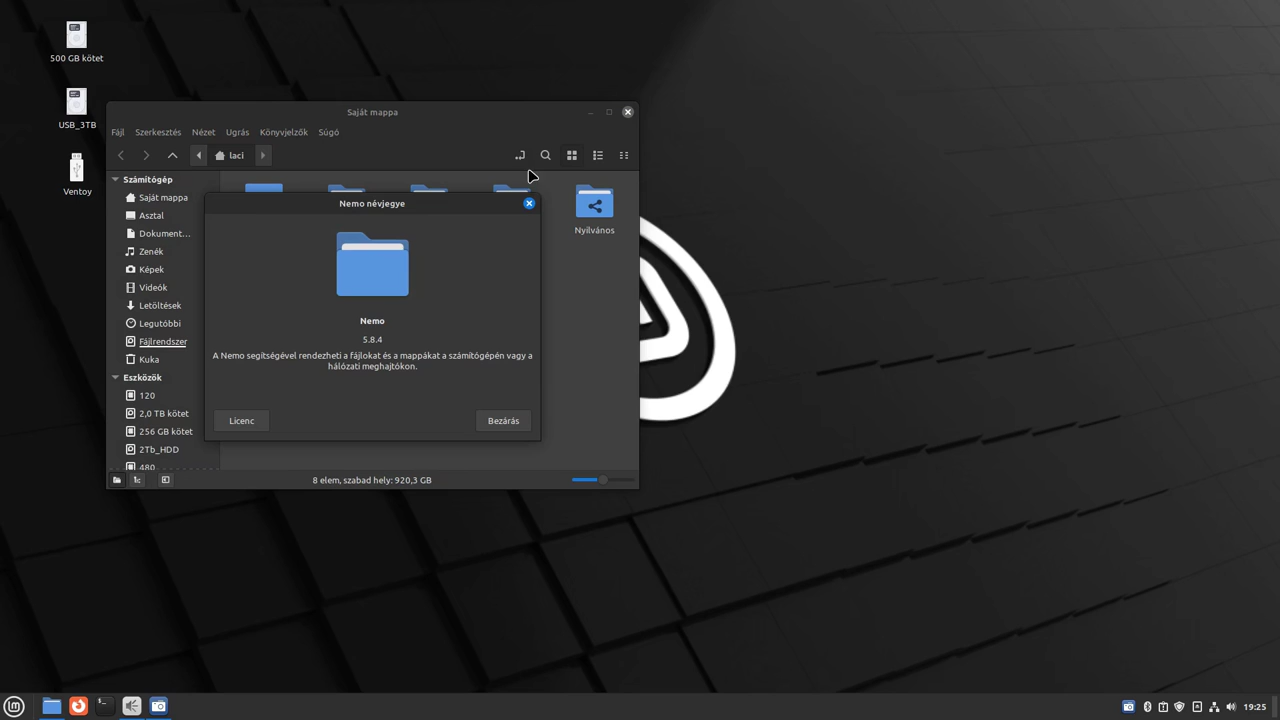 500 GB kötet
USB_3TB
Ventoy
Saját mappa
Fájl Szerkesztés Nézet Ugrás Könyvjelzők Súgó
laci
Számítógép
Saját mappa
Asztal
Dokument...
Zenék
Képek
Videók
Letöltések
Legutóbbi
Fájlrendszer
Kuka
Eszközök
120
2,0 TB kötet
256 GB kötet
2Tb_HDD
480
Nyilvános
Nemo névjegye
Nemo
5.8.4
A Nemo segítségével rendezheti a fájlokat és a mappákat a számítógépén vagy a
hálózati meghajtókon.
Licenc
Bezárás
8 elem, szabad hely: 920,3 GB
19:25